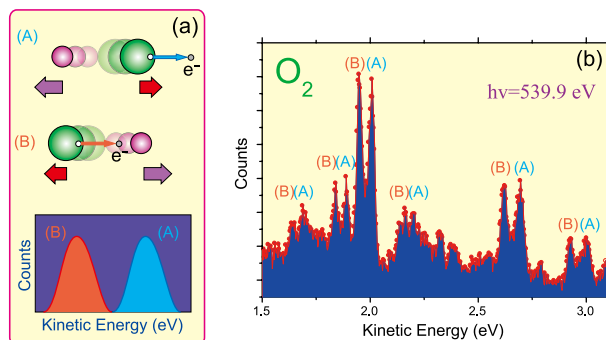 (a)
(A)
e-
(B)
e-
(B)
(A)
Counts
Kinetic Energy (eV)
(b)
O2
hν=539.9 eV
(B) (A)
(B) (A)
(B) (A)
(B) (A)
(B) (A)
(B) (A)
Counts
1.5 2.0 2.5 3.0
Kinetic Energy (eV)